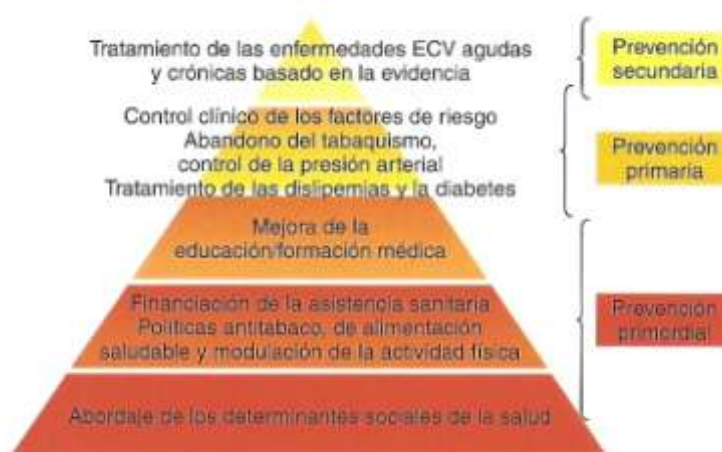 Tratamiento de las enfermedades ECV agudas
y crónicas basado en la evidencia
Prevención
secundaria
Control clínico de los factores de riesgo
Abandono del tabaquismo,
control de la presión arterial
Tratamiento de las dislipemias y la diabetes
Prevención
primaria
Mejora de la
educación/formación médica
Financiación de la asistencia sanitaria
Políticas antitabaco, de alimentación
saludable y modulación de la actividad física
Prevención
primordial
Abordaje de los determinantes sociales de la salud